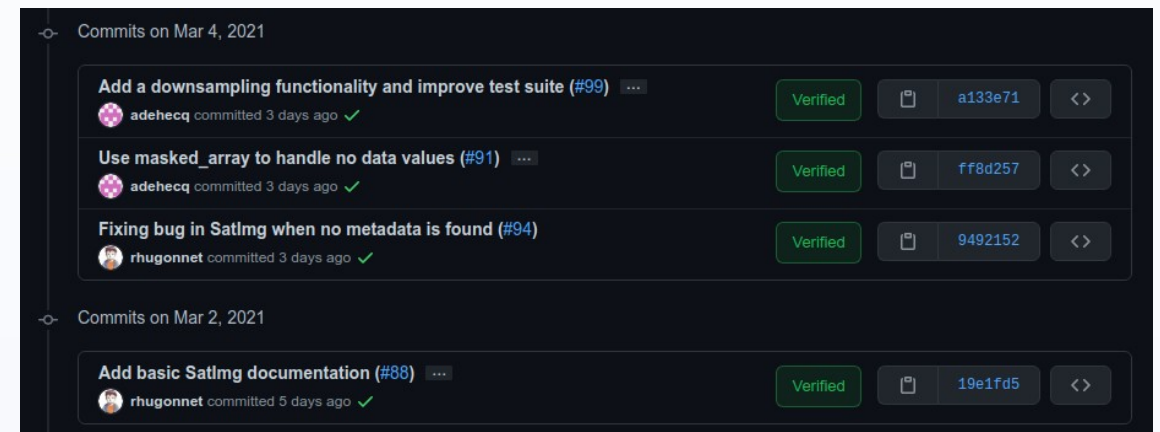 Commits on Mar 4, 2021
Add a downsampling functionality and improve test suite (#99) ...
Verified
a133e71
adehecq committed 3 days ago
Use masked_array to handle no data values (#91) ...
Verified
ff8d257
adehecq committed 3 days ago
Fixing bug in SatImg when no metadata is found (#94)
Verified
9492152
rhugonnet committed 3 days ago
Commits on Mar 2, 2021
Add basic SatImg documentation (#88) ...
Verified
19e1fd5
rhugonnet committed 5 days ago